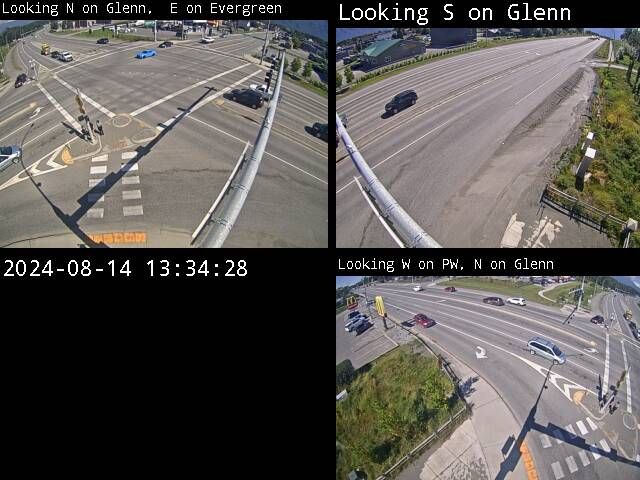 Looking N on Glenn,  E on Evergreen
Looking S on Glenn
2024-08-14 13:34:28
Looking W on PW, N on Glenn